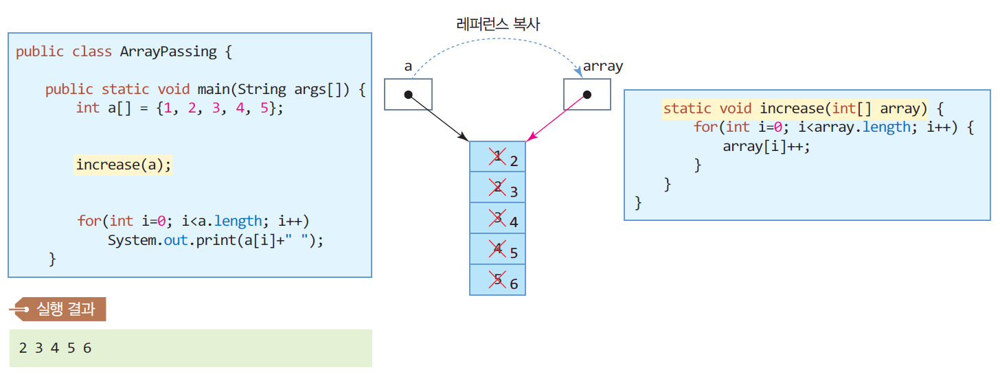 public class ArrayPassing {
public static void main(String args[]) {
int a[] = {1, 2, 3, 4, 5};
increase(a);
for(int i=0; i<a.length; i++)
System.out.print(a[i]+" ");
}
실행 결과
2 3 4 5 6
레퍼런스 복사
a
array
1 2
2 3
3 4
4 5
5 6
static void increase(int[] array) {
for(int i=0; i<array.length; i++) {
array[i]++;
}
}
}